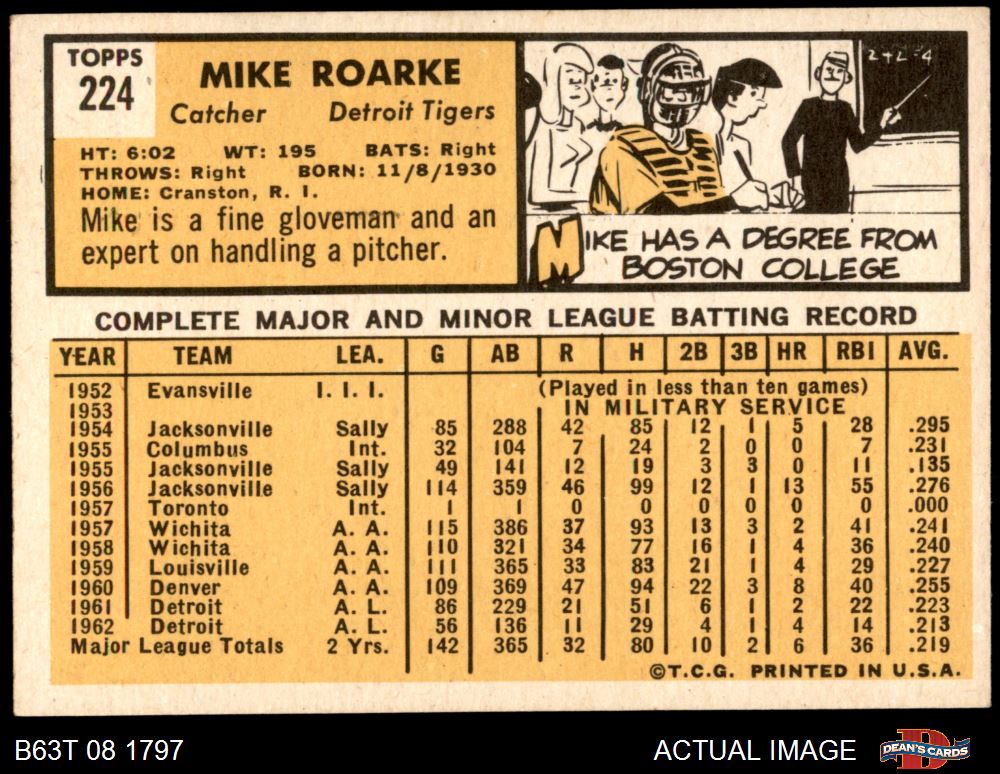 TOPPS
224
MIKE ROARKE
Catcher Detroit Tigers
HT: 6:02 WT: 195 BATS: Right
THROWS: Right BORN: 11/8/1930
HOME: Cranston, R. I.
Mike is a fine gloveman and an
expert on handling a pitcher.
2+2=4
MIKE HAS A DEGREE FROM
BOSTON COLLEGE
COMPLETE MAJOR AND MINOR LEAGUE BATTING RECORD
YEAR TEAM LEA. G AB R H 2B 3B HR RBI AVG.
1952 Evansville I. I. I. (Played in less than ten games)
1953 IN MILITARY SERVICE
1954 Jacksonville Sally 85 288 42 85 12 1 5 28 .295
1955 Columbus Int. 32 104 7 24 2 0 0 7 .231
1955 Jacksonville Sally 49 141 12 19 3 3 0 11 .135
1956 Jacksonville Sally 114 359 46 99 12 1 13 55 .276
1957 Toronto Int. 1 1 0 0 0 0 0 0 .000
1957 Wichita A. A. 115 386 37 93 13 3 2 41 .241
1958 Wichita A. A. 110 321 34 77 16 1 4 36 .240
1959 Louisville A. A. 111 365 33 83 21 1 4 29 .227
1960 Denver A. A. 109 369 47 94 22 3 8 40 .255
1961 Detroit A. L. 86 229 21 51 6 1 2 22 .223
1962 Detroit A. L. 56 136 11 29 4 1 4 14 .213
Major League Totals 2 Yrs. 142 365 32 80 10 2 6 36 .219
©T.C.G. PRINTED IN U.S.A.
B63T 08 1797 ACTUAL IMAGE DEAN'S CARDS